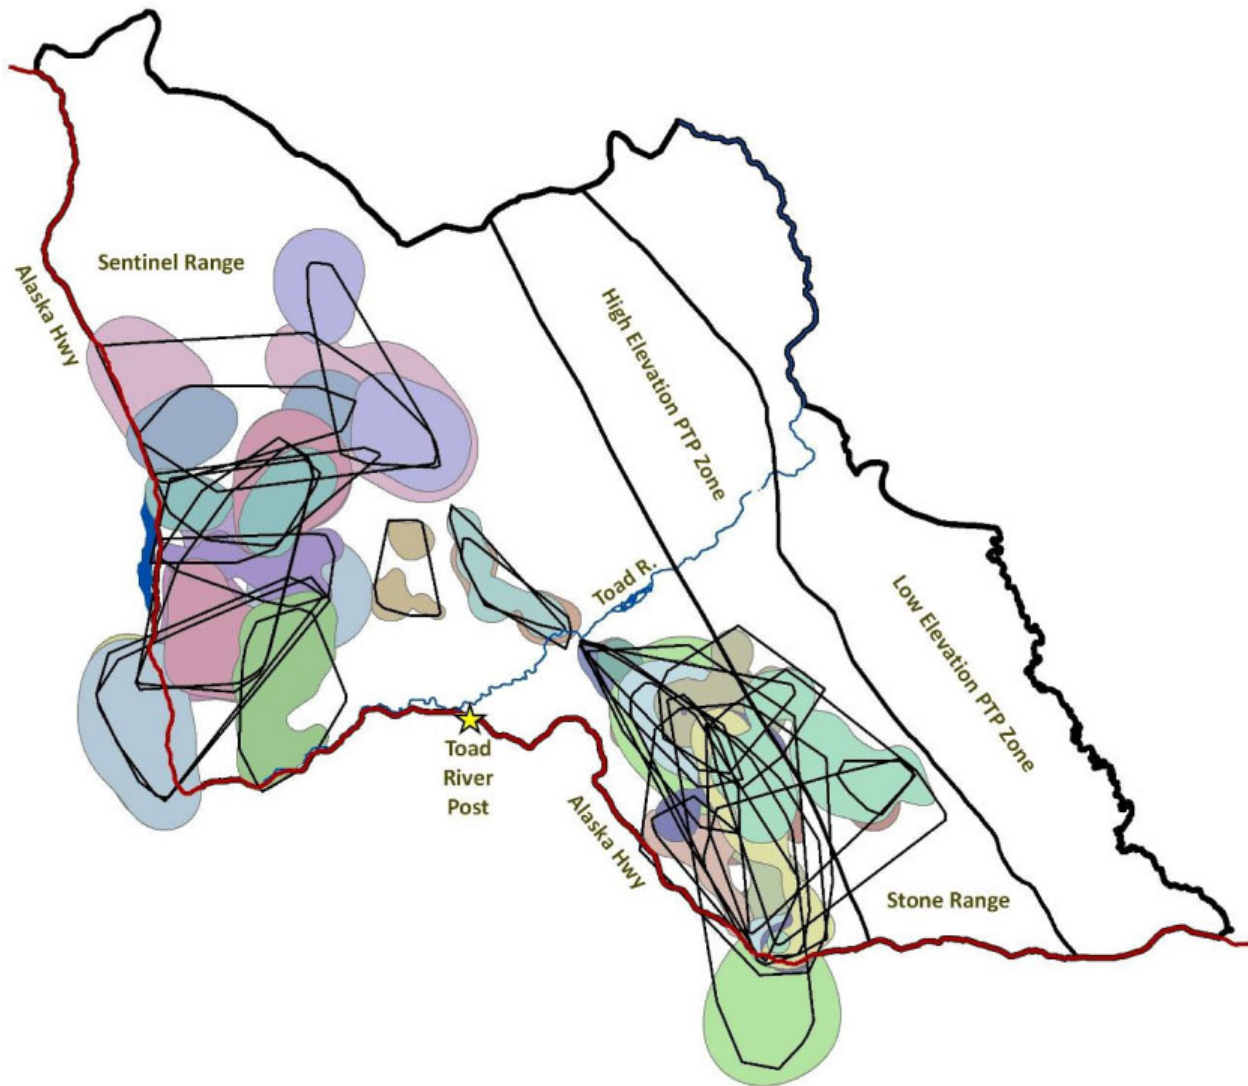 Sentinel Range
Alaska Hwy
High Elevation PTP Zone
Toad R.
Low Elevation PTP Zone
Toad
River
Post
Alaska Hwy
Stone Range